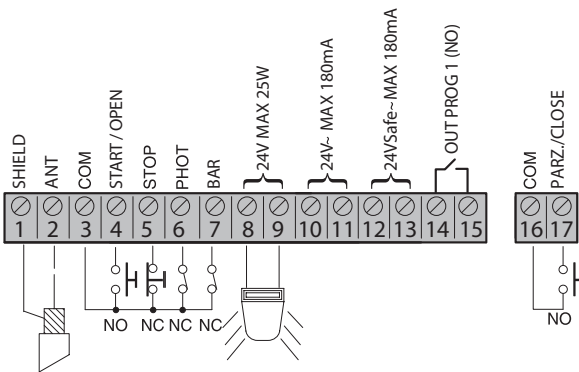 SHIELD
ANT
COM
START / OPEN
STOP
PHOT
BAR
24V MAX 25W
24V~ MAX 180mA
24VSafe~ MAX 180mA
OUT PROG 1 (NO)
COM
PARZ./CLOSE
1 2 3 4 5 6 7 8 9 10 11 12 13 14 15
16 17
NO NC NC NC
NO